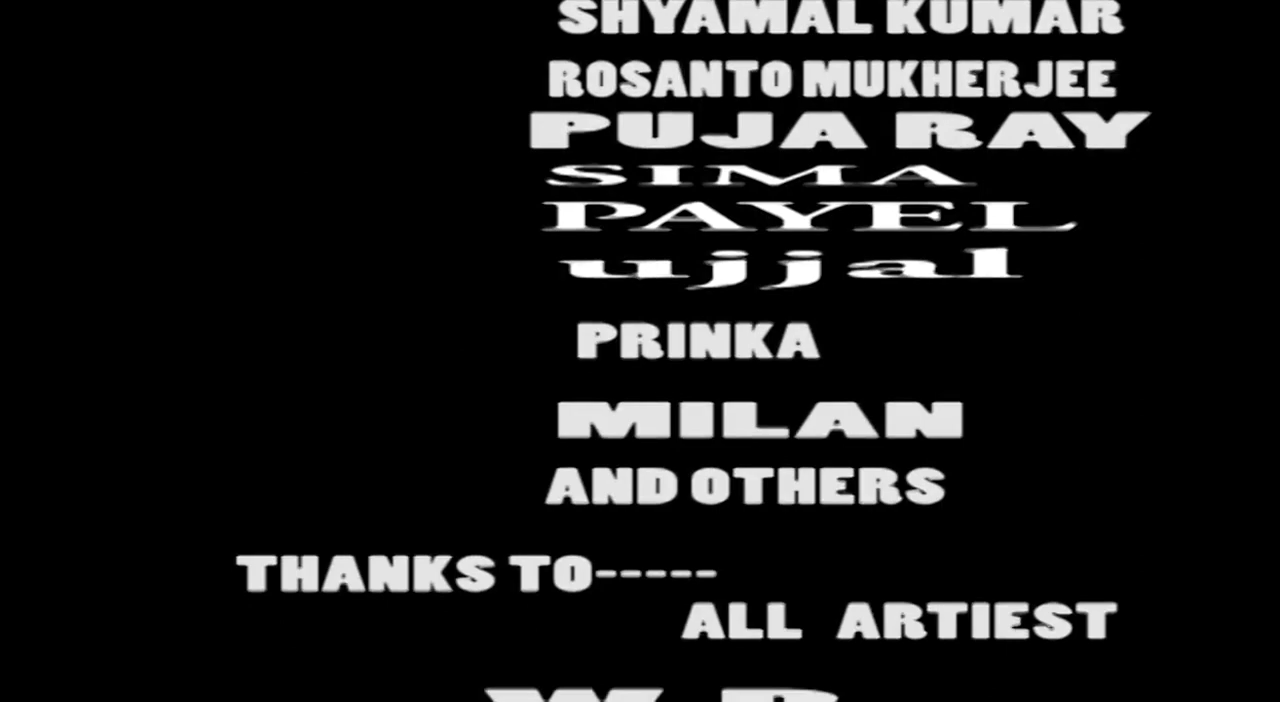 SHYAMAL KUMAR
ROSANTO MUKHERJEE
PUJA RAY
SIMA
PAYEL
ujjal
PRINKA
MILAN
AND OTHERS
THANKS TO-----
ALL ARTIEST